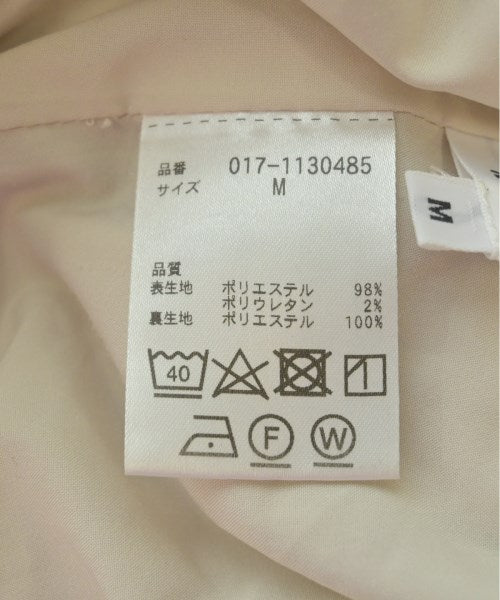 品番 017-1130485
サイズ M
品質
表生地 ポリエステル 98%
ポリウレタン 2%
裏生地 ポリエステル 100%
40
F W
M